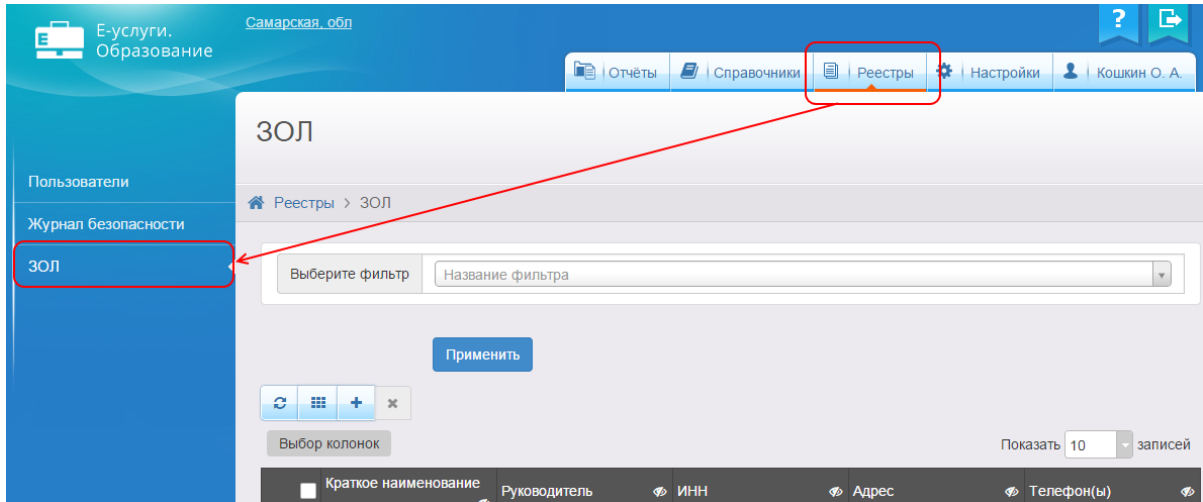 Е-услуги.
Образование
Самарская, обл
?
Отчёты
Справочники
Реестры
Настройки
Кошкин О. А.
ЗОЛ
Пользователи
Журнал безопасности
ЗОЛ
Реестры > ЗОЛ
Выберите фильтр
Название фильтра
Применить
Выбор колонок
Показать 10 записей
Краткое наименование
Руководитель
ИНН
Адрес
Телефон(ы)